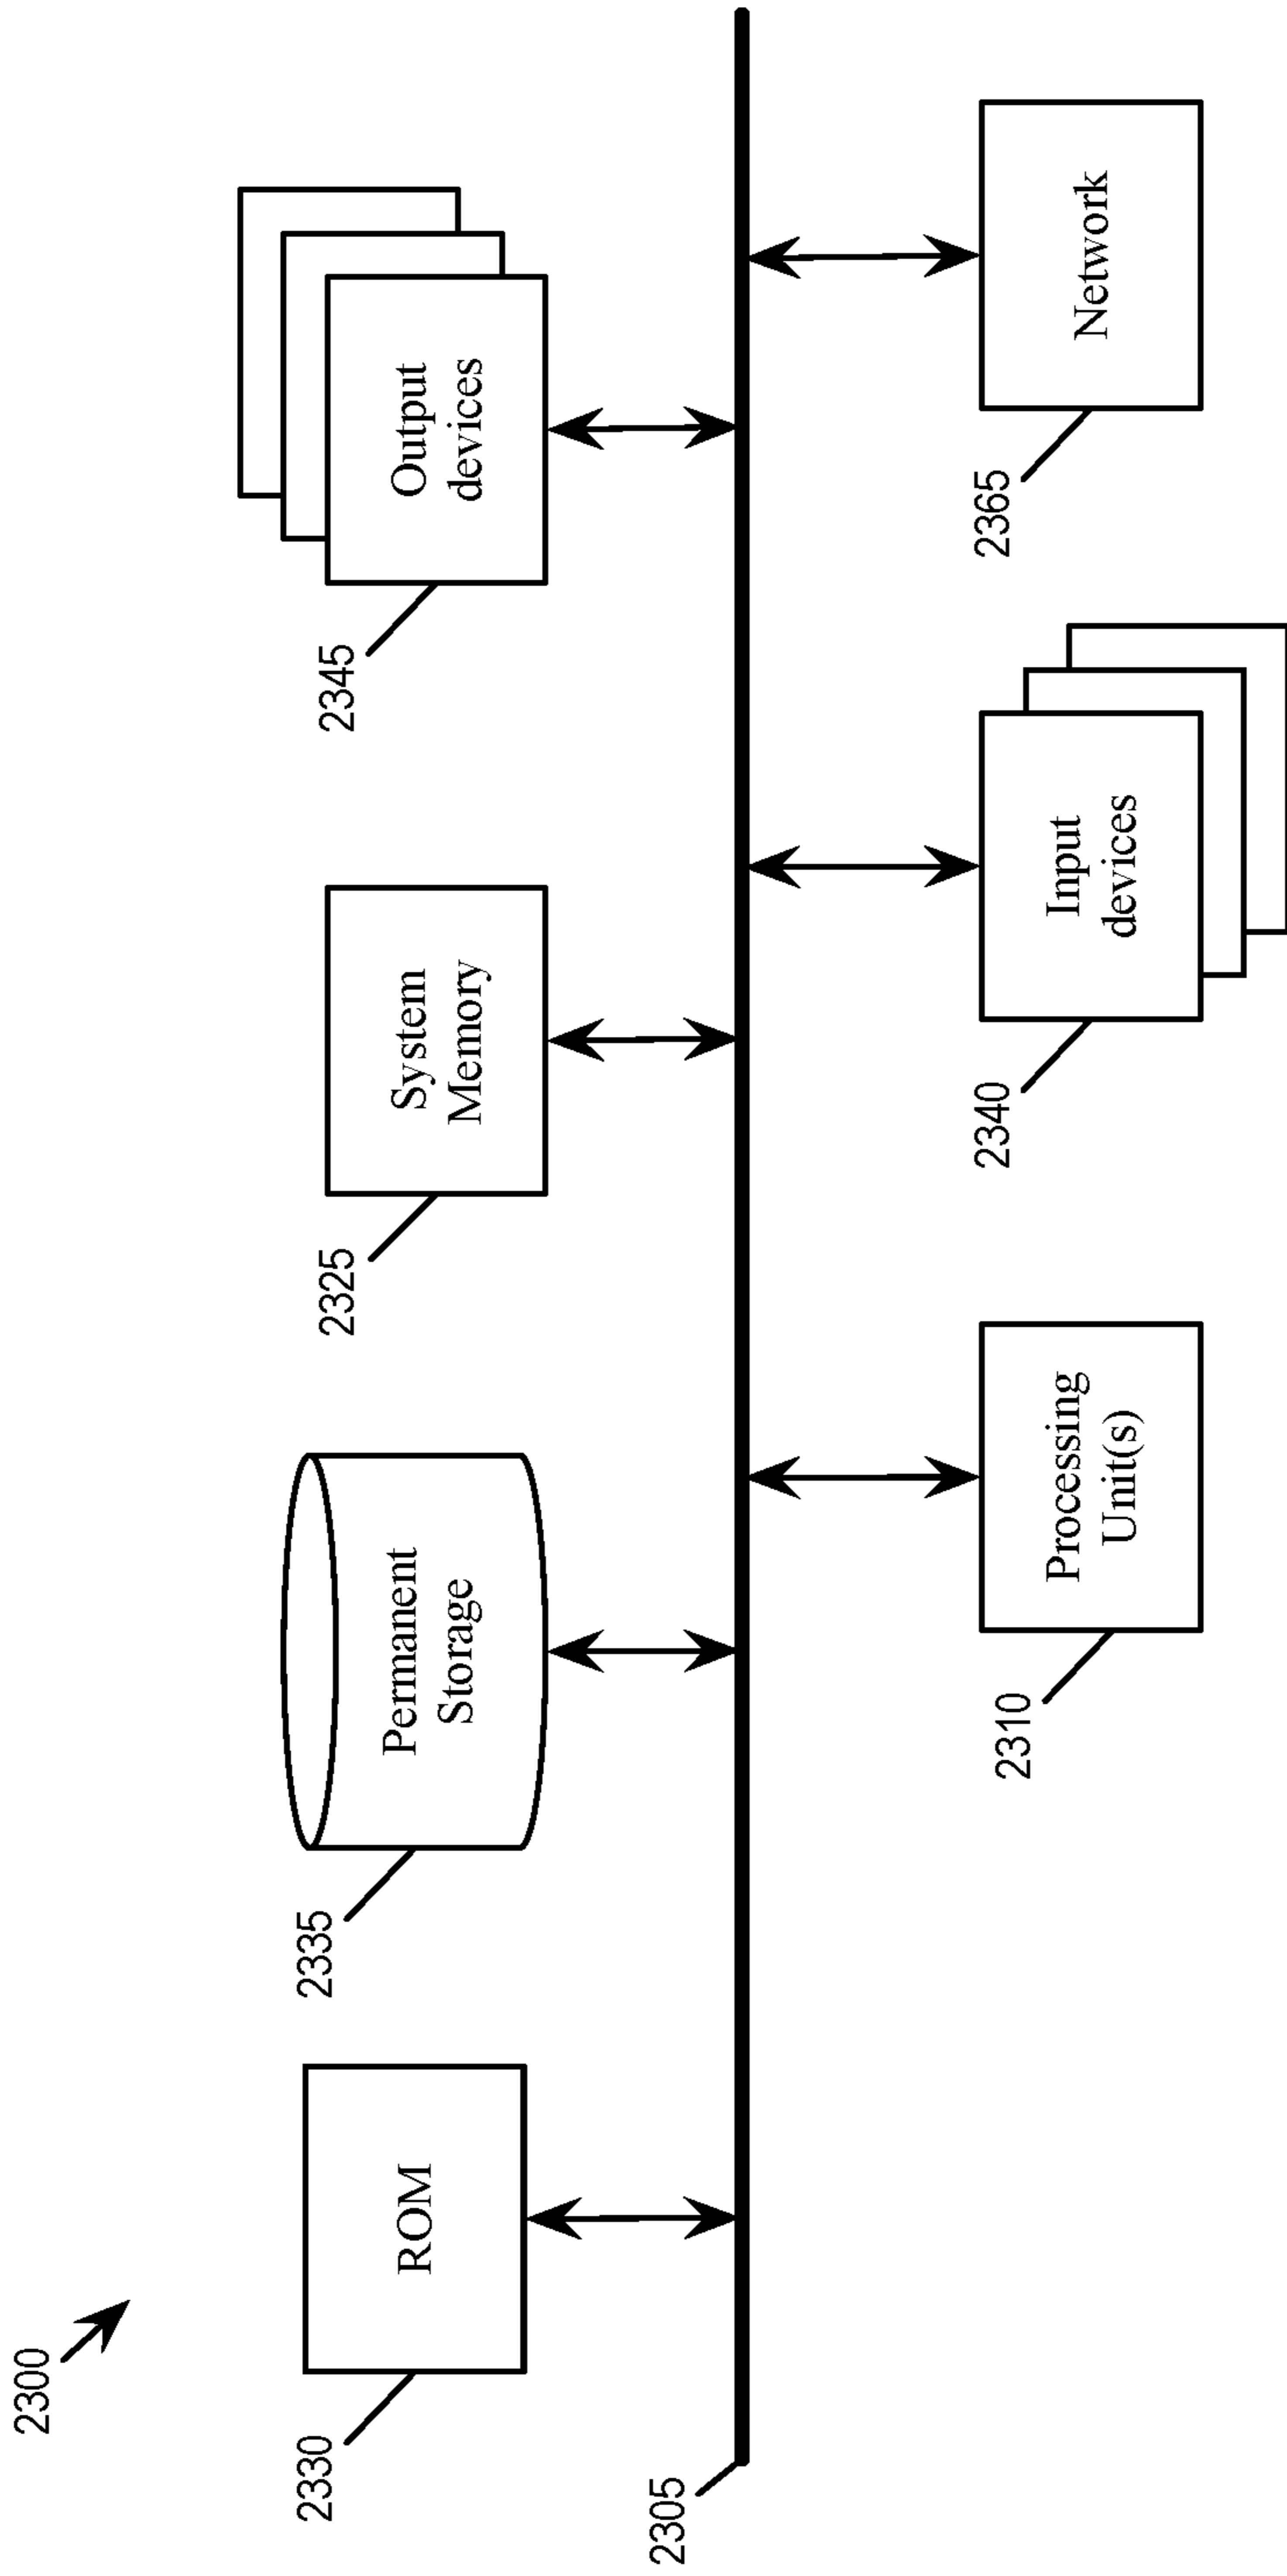 2300
2330
ROM
2335
Permanent
Storage
2325
System
Memory
2345
Output
devices
2305
2310
Processing
Unit(s)
2340
Input
devices
2365
Network